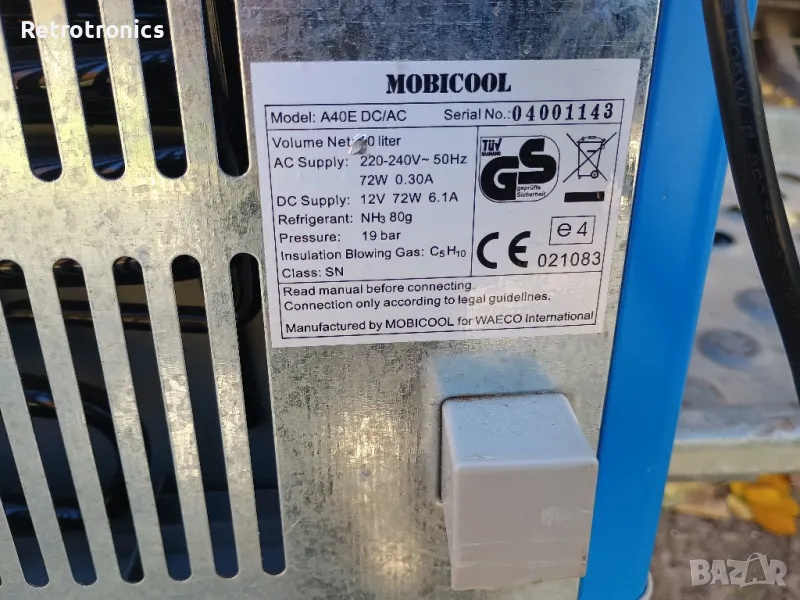 Retrotronics
MOBICOOL
Model: A40E DC/AC Serial No.: 04001143
Volume Net: 0 liter
AC Supply: 220-240V~ 50Hz
72W 0.30A
DC Supply: 12V 72W 6.1A
Refrigerant: NH₃ 80g
Pressure: 19 bar
Insulation Blowing Gas: C₅H₁₀
Class: SN
TÜV
GS
geprüfte
Sicherheit
e4
CE 021083
Read manual before connecting.
Connection only according to legal guidelines.
Manufactured by MOBICOOL for WAECO International
BAZAR